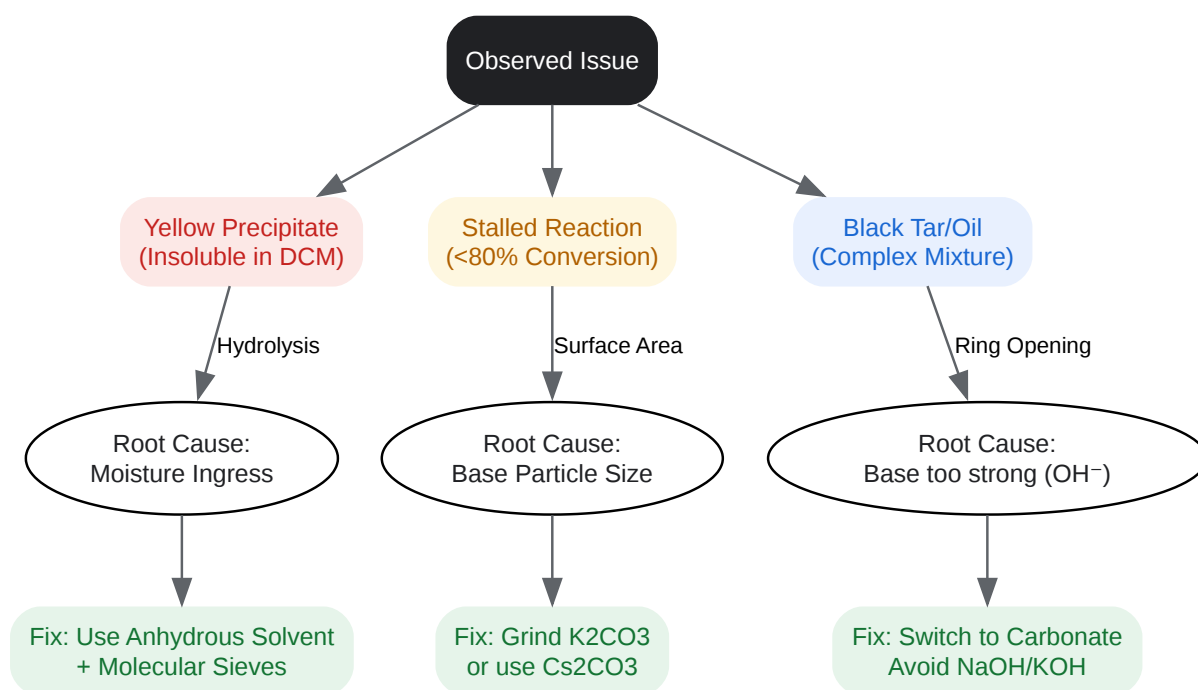 Observed Issue
Yellow Precipitate
(Insoluble in DCM)
Stalled Reaction
(<80% Conversion)
Black Tar/Oil
(Complex Mixture)
Hydrolysis
Surface Area
Ring Opening
Root Cause:
Moisture Ingress
Root Cause:
Base Particle Size
Root Cause:
Base too strong (OH⁻)
Fix: Use Anhydrous Solvent
+ Molecular Sieves
Fix: Grind K2CO3
or use Cs2CO3
Fix: Switch to Carbonate
Avoid NaOH/KOH